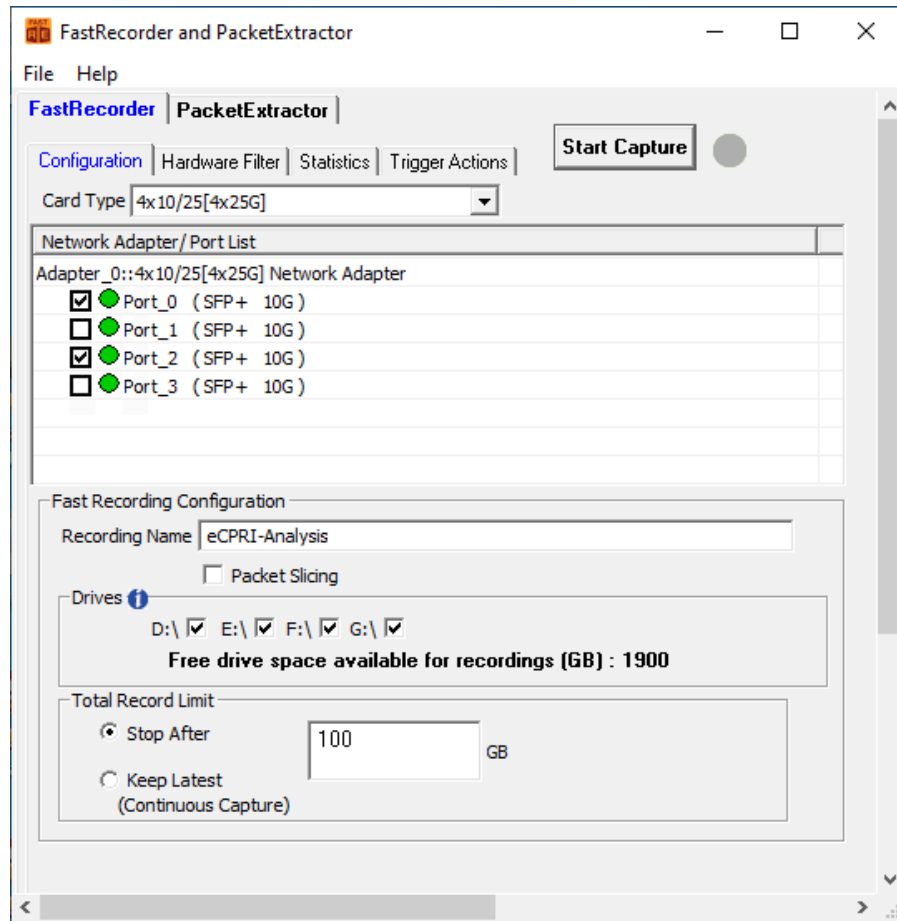 FastRecorder and PacketExtractor
File Help
FastRecorder PacketExtractor
Start Capture
Configuration Hardware Filter Statistics Trigger Actions
Card Type 4x10/25[4x25G]
Network Adapter/ Port List
Adapter_0::4x10/25[4x25G] Network Adapter
Port_0 ( SFP+ 10G )
Port_1 ( SFP+ 10G )
Port_2 ( SFP+ 10G )
Port_3 ( SFP+ 10G )
Fast Recording Configuration
Recording Name eCPRI-Analysis
Packet Slicing
Drives i
D:\ E:\ F:\ G:\
Free drive space available for recordings (GB) : 1900
Total Record Limit
Stop After 100 GB
Keep Latest
(Continuous Capture)